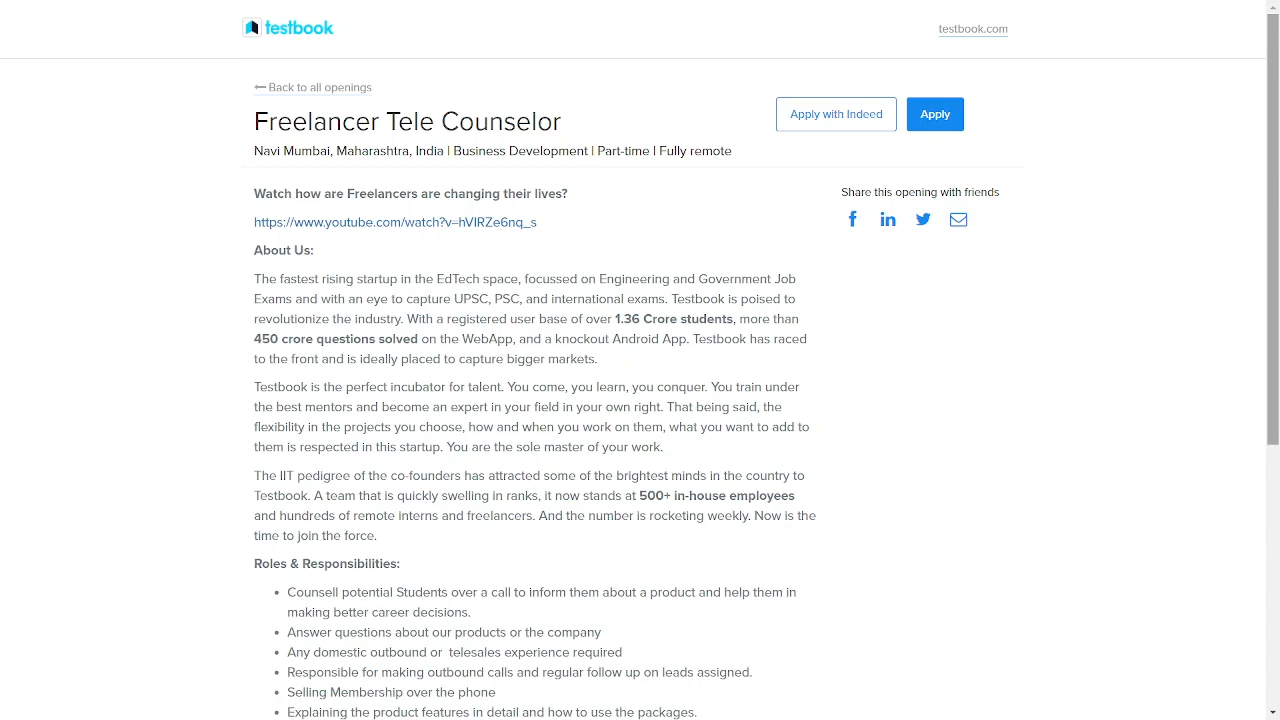 testbook
testbook.com
Back to all openings
Freelancer Tele Counselor
Apply with Indeed
Apply
Navi Mumbai, Maharashtra, India | Business Development | Part-time | Fully remote
Watch how are Freelancers are changing their lives?
Share this opening with friends
https://www.youtube.com/watch?v=hVIRZe6nq_s
About Us:
The fastest rising startup in the EdTech space, focussed on Engineering and Government Job
Exams and with an eye to capture UPSC, PSC, and international exams. Testbook is poised to
revolutionize the industry. With a registered user base of over 1.36 Crore students, more than
450 crore questions solved on the WebApp, and a knockout Android App. Testbook has raced
to the front and is ideally placed to capture bigger markets.
Testbook is the perfect incubator for talent. You come, you learn, you conquer. You train under
the best mentors and become an expert in your field in your own right. That being said, the
flexibility in the projects you choose, how and when you work on them, what you want to add to
them is respected in this startup. You are the sole master of your work.
The IIT pedigree of the co-founders has attracted some of the brightest minds in the country to
Testbook. A team that is quickly swelling in ranks, it now stands at 500+ in-house employees
and hundreds of remote interns and freelancers. And the number is rocketing weekly. Now is the
time to join the force.
Roles & Responsibilities:
• Counsell potential Students over a call to inform them about a product and help them in
making better career decisions.
• Answer questions about our products or the company
• Any domestic outbound or telesales experience required
• Responsible for making outbound calls and regular follow up on leads assigned.
• Selling Membership over the phone
• Explaining the product features in detail and how to use the packages.